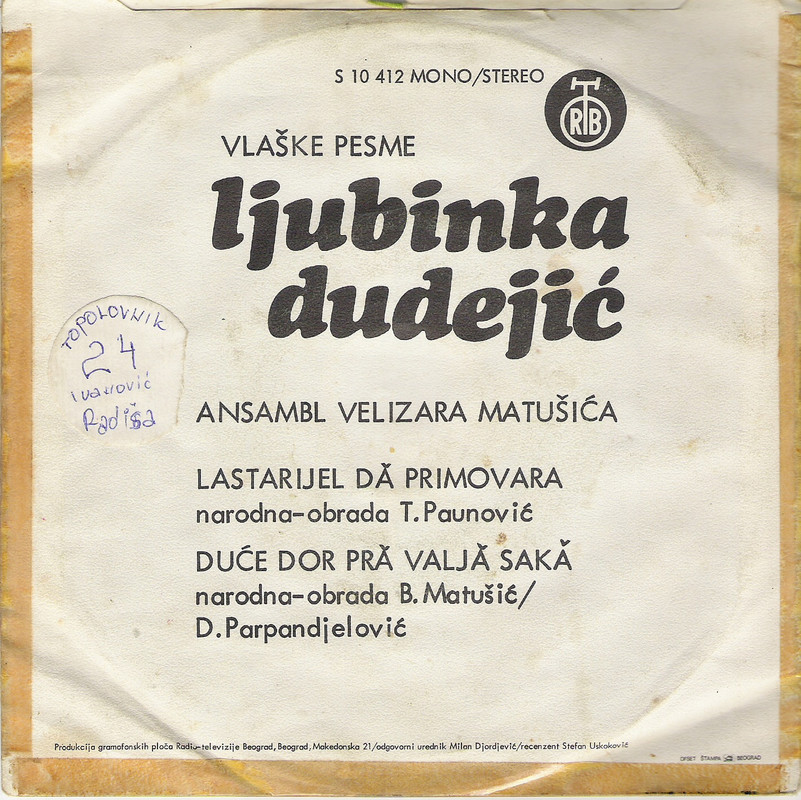 S 10 412 MONO/STEREO
RTB
VLAŠKE PESME
ljubinka
dudejić
TOPOLOVNIK
24
Ivanović
Radiša
ANSAMBL VELIZARA MATUŠIĆA
LASTARIJEL DĂ PRIMOVARA
narodna-obrada T.Paunović
DUĆE DOR PRĂ VALJĂ SAKĂ
narodna-obrada B.Matušić/
D.Parpandjelović
Produkcija gramofonskih ploča Radio-televizije Beograd, Beograd, Makedonska 21/odgovorni urednik Milan Djordjević/recenzent Stefan Uskoković
OFSET ŠTAMPA BEOGRAD